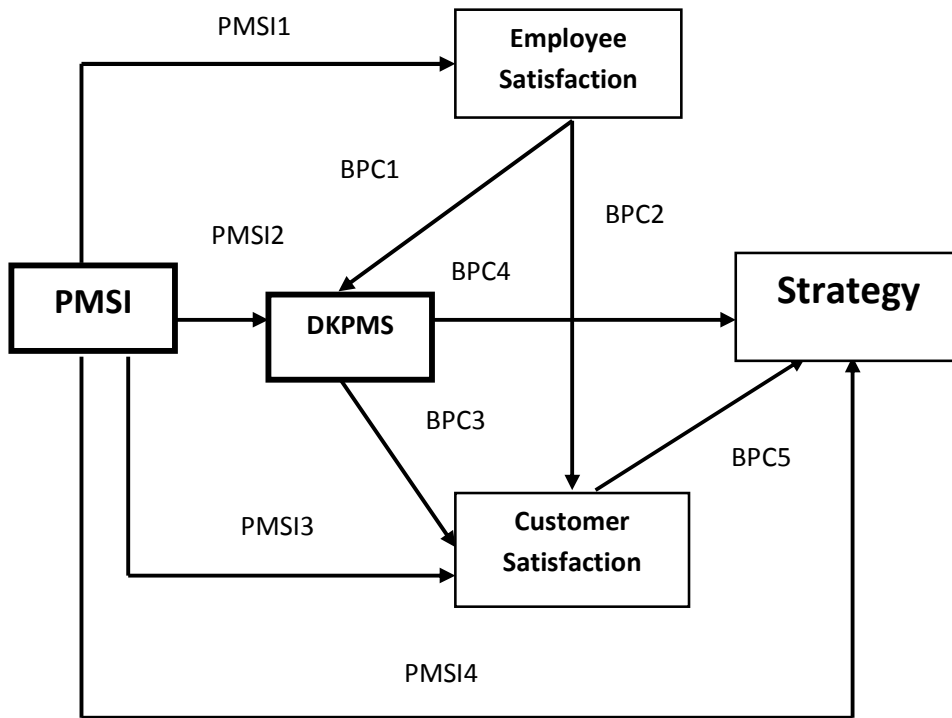 PMSI1
Employee
Satisfaction
BPC1
BPC2
PMSI2
BPC4
PMSI
DKPMS
Strategy
BPC3
BPC5
PMSI3
Customer
Satisfaction
PMSI4